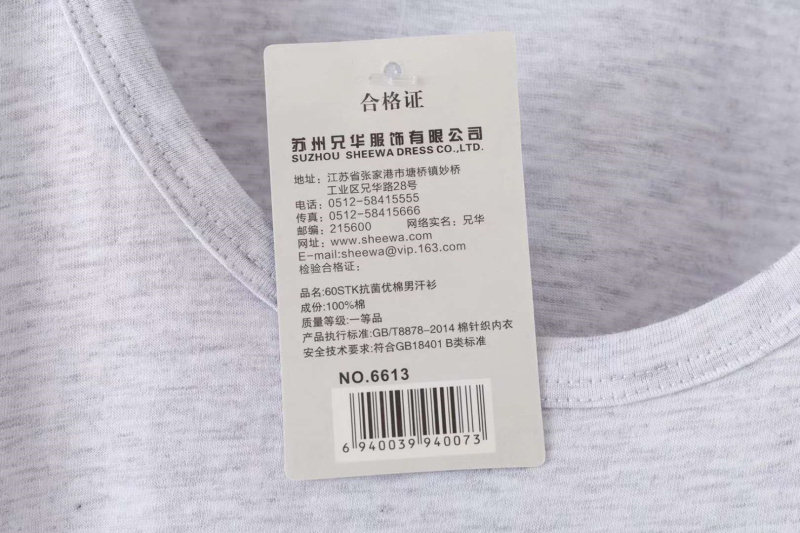 合格证
苏州兄华服饰有限公司
SUZHOU SHEEWA DRESS CO.,LTD.
地址：江苏省张家港市塘桥镇妙桥
工业区兄华路28号
电话：0512-58415555
传真：0512-58415666
邮编：215600 网络实名：兄华
网址：www.sheewa.com
E-mail:sheewa@vip.163.com
检验合格证：
品名:60STK抗菌优棉男汗衫
成份:100%棉
质量等级:一等品
产品执行标准:GB/T8878-2014 棉针织内衣
安全技术要求:符合GB18401 B类标准
NO.6613
6 940039 940073